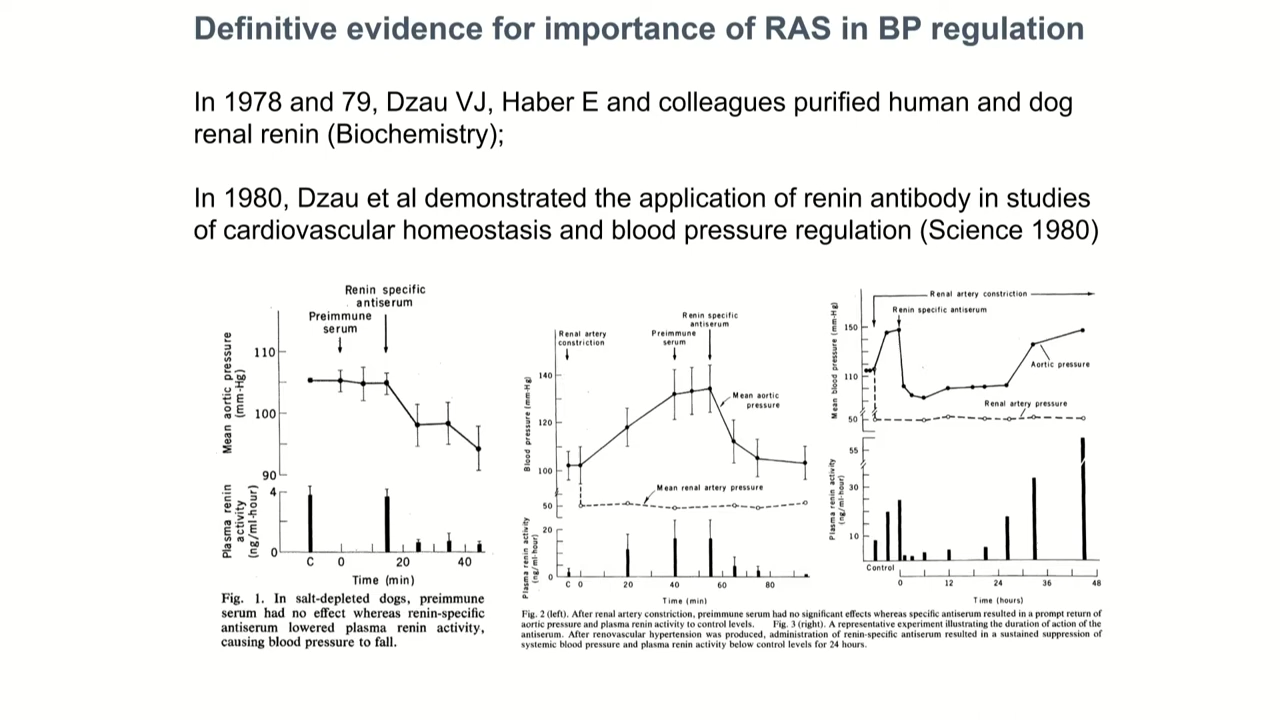 Definitive evidence for importance of RAS in BP regulation
In 1978 and 79, Dzau VJ, Haber E and colleagues purified human and dog
renal renin (Biochemistry);
In 1980, Dzau et al demonstrated the application of renin antibody in studies
of cardiovascular homeostasis and blood pressure regulation (Science 1980)
Renin specific
antiserum
Preimmune
serum
Mean aortic pressure
(mm-Hg)
110
100
90
Plasma renin
activity
(ng/ml-hour)
4
0
C 0 20 40
Time (min)
Fig. 1. In salt-depleted dogs, preimmune
serum had no effect whereas renin-specific
antiserum lowered plasma renin activity,
causing blood pressure to fall.
Renin specific
antiserum
Renal artery
constriction
Preimmune
serum
Blood pressure (mm-Hg)
140
120
100
50
Mean aortic
pressure
Mean renal artery pressure
Plasma renin activity
(ng/ml-hour)
20
0
C 0 20 40 60 80
Time (min)
Renal artery constriction
Renin specific antiserum
Mean blood pressure (mm-Hg)
150
110
50
Aortic pressure
Renal artery pressure
Plasma renin activity
(ng/ml-hour)
55
30
10
Control
0 12 24 36 48
Time (hours)
Fig. 2 (left). After renal artery constriction, preimmune serum had no significant effects whereas specific antiserum resulted in a prompt return of
aortic pressure and plasma renin activity to control levels. Fig. 3 (right). A representative experiment illustrating the duration of action of the
antiserum. After renovascular hypertension was produced, administration of renin-specific antiserum resulted in a sustained suppression of
systemic blood pressure and plasma renin activity below control levels for 24 hours.